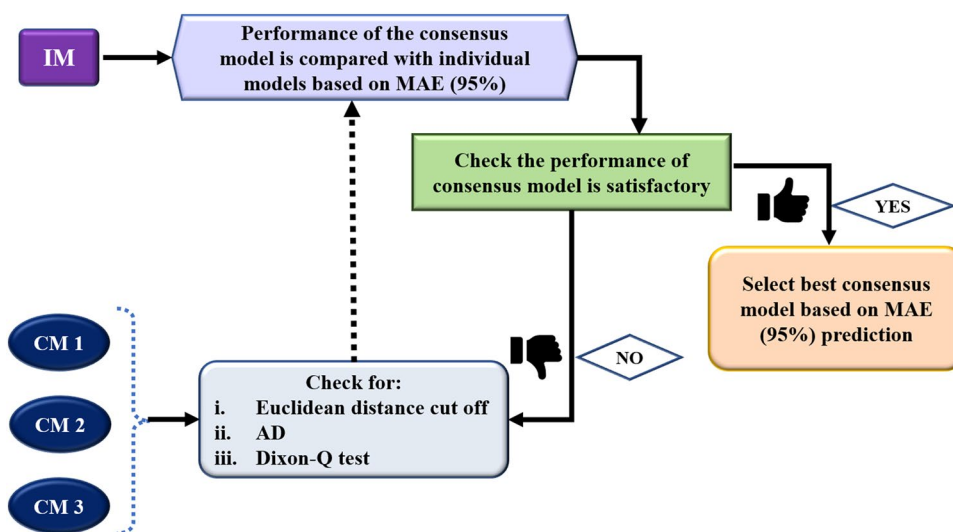 IM
Performance of the consensus
model is compared with individual
models based on MAE (95%)
Check the performance of
consensus model is satisfactory
YES
Select best consensus
model based on MAE
(95%) prediction
NO
CM 1
CM 2
CM 3
Check for:
i. Euclidean distance cut off
ii. AD
iii. Dixon-Q test